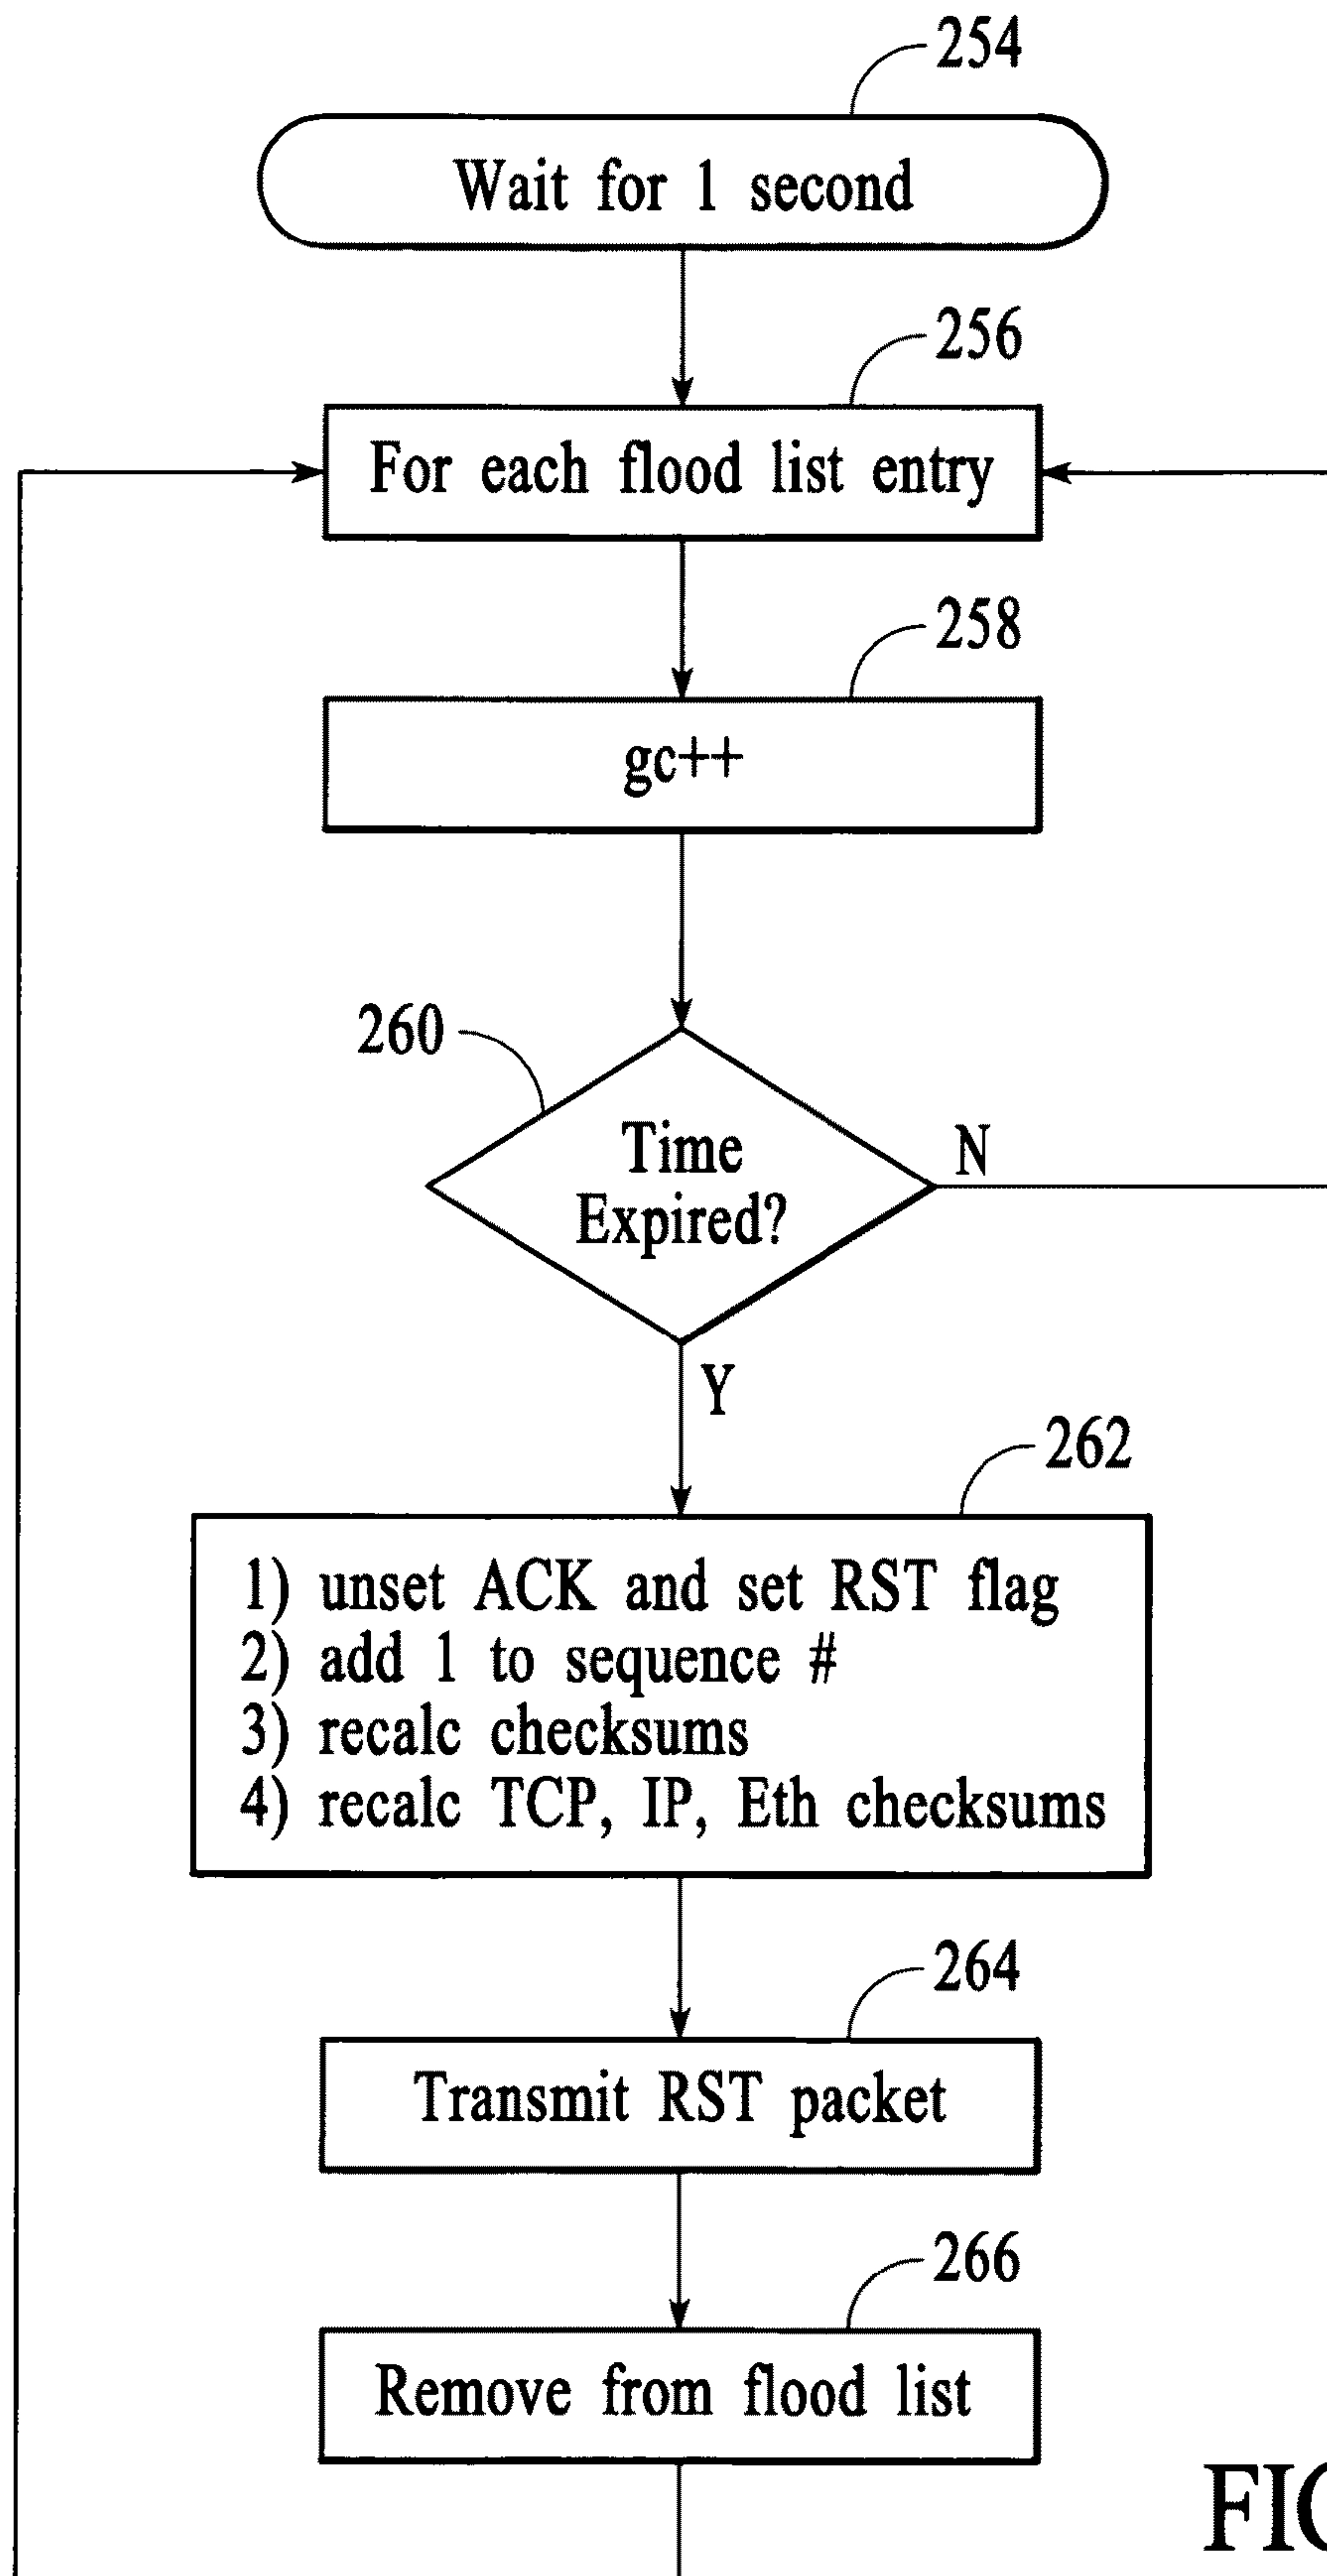 254
Wait for 1 second
256
For each flood list entry
258
gc++
260
Time
Expired?
N
Y
262
1) unset ACK and set RST flag
2) add 1 to sequence #
3) recalc checksums
4) recalc TCP, IP, Eth checksums
264
Transmit RST packet
266
Remove from flood list